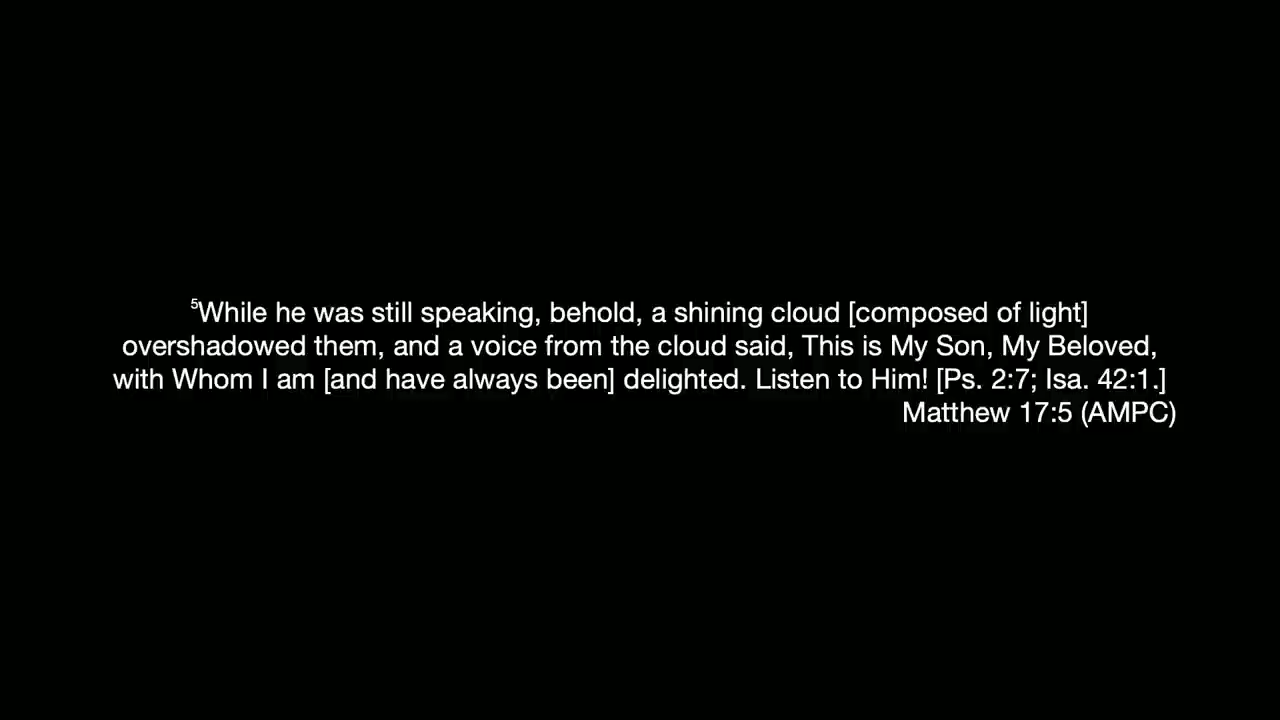 ⁵While he was still speaking, behold, a shining cloud [composed of light]
overshadowed them, and a voice from the cloud said, This is My Son, My Beloved,
with Whom I am [and have always been] delighted. Listen to Him! [Ps. 2:7; Isa. 42:1.]
Matthew 17:5 (AMPC)